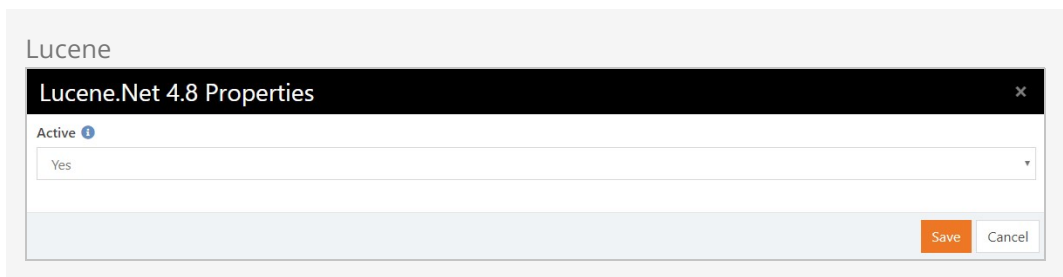 Lucene
Lucene.Net 4.8 Properties
×
Active
Yes
Save Cancel